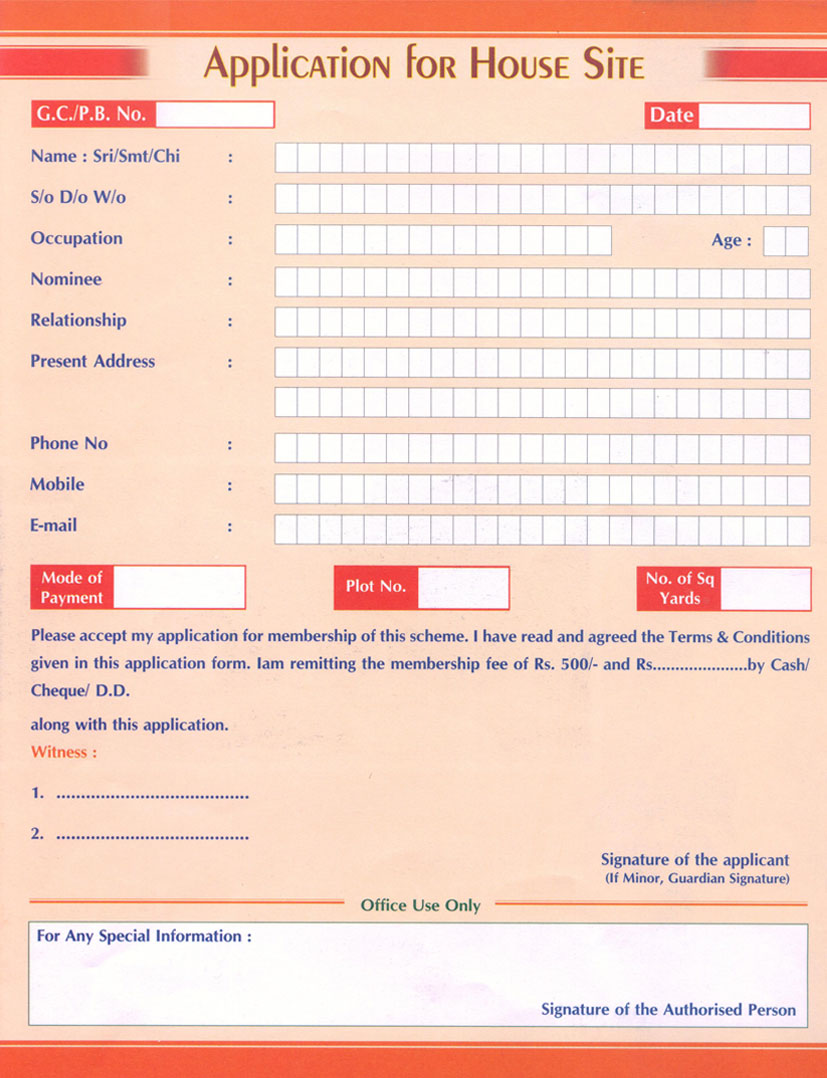 Application for House Site
G.C./P.B. No.
Date
Name : Sri/Smt/Chi :
S/o D/o W/o :
Occupation : Age :
Nominee :
Relationship :
Present Address :
Phone No :
Mobile :
E-mail :
Mode of
Payment
Plot No.
No. of Sq
Yards
Please accept my application for membership of this scheme. I have read and agreed the Terms & Conditions
given in this application form. Iam remitting the membership fee of Rs. 500/- and Rs.....................by Cash/
Cheque/ D.D.
along with this application.
Witness :
1. .......................................
2. .......................................
Signature of the applicant
(If Minor, Guardian Signature)
Office Use Only
For Any Special Information :
Signature of the Authorised Person